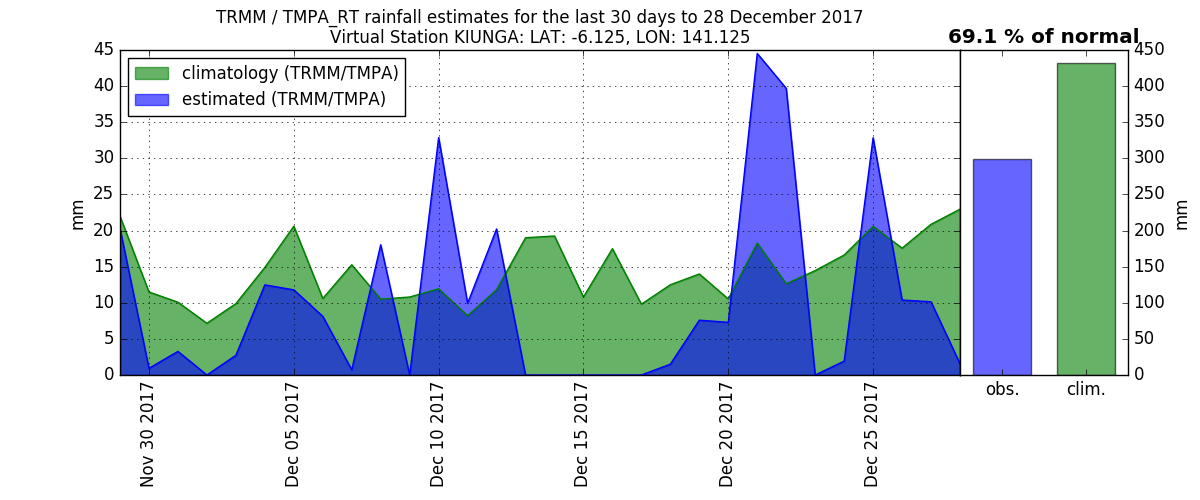 TRMM / TMPA_RT rainfall estimates for the last 30 days to 28 December 2017
Virtual Station KIUNGA: LAT: -6.125, LON: 141.125
69.1 % of normal
climatology (TRMM/TMPA)
estimated (TRMM/TMPA)
45
40
35
30
25
20
15
10
5
0
mm
Nov 30 2017
Dec 05 2017
Dec 10 2017
Dec 15 2017
Dec 20 2017
Dec 25 2017
450
400
350
300
250
200
150
100
50
0
mm
obs.
clim.